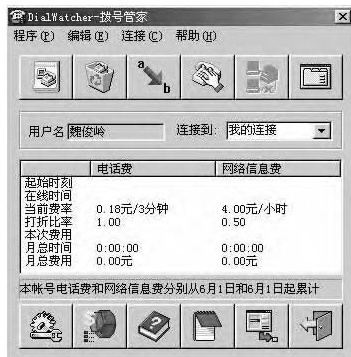 DialWatcher-拨号管家
程序(P) 编辑(E) 连接(C) 帮助(H)
a b
用户名 魏俊岭 连接到: 我的连接
电话费 网络信息费
起始时刻
在线时间
当前费率 0.18元/3分钟 4.00元/小时
打折比率 1.00 0.50
本次费用
月总时间 0:00:00 0:00:00
月总费用 0.00元 0.00元
本帐号电话费和网络信息费分别从6月1日和6月1日起累计